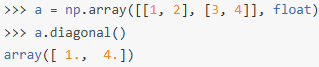 >>> a = np.array([[1, 2], [3, 4]], float)
>>> a.diagonal()
array([ 1.,  4.])